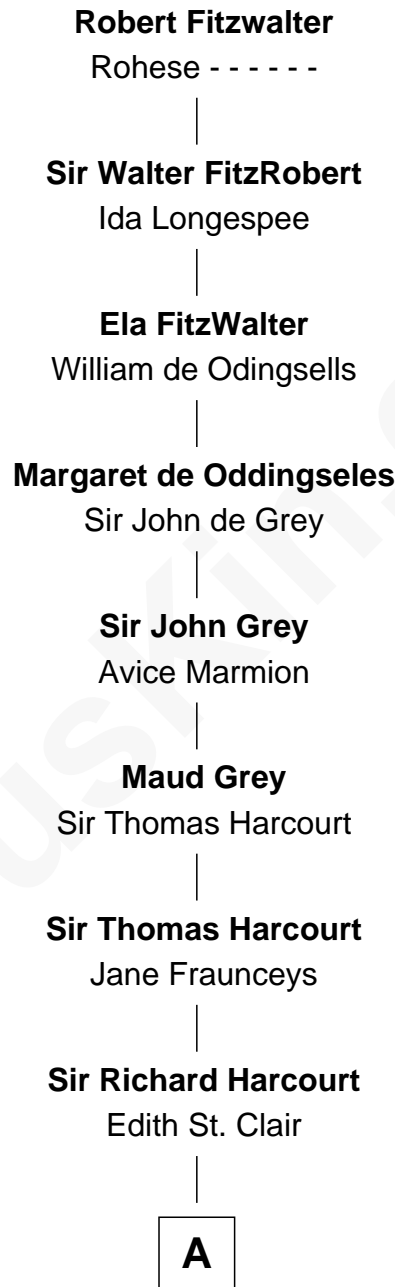 Robert Fitzwalter
Rohese - - - - - -
Sir Walter FitzRobert
Ida Longespee
Ela FitzWalter
William de Odingsells
Margaret de Oddingseles
Sir John de Grey
Sir John Grey
Avice Marmion
Maud Grey
Sir Thomas Harcourt
Sir Thomas Harcourt
Jane Fraunceys
Sir Richard Harcourt
Edith St. Clair
A